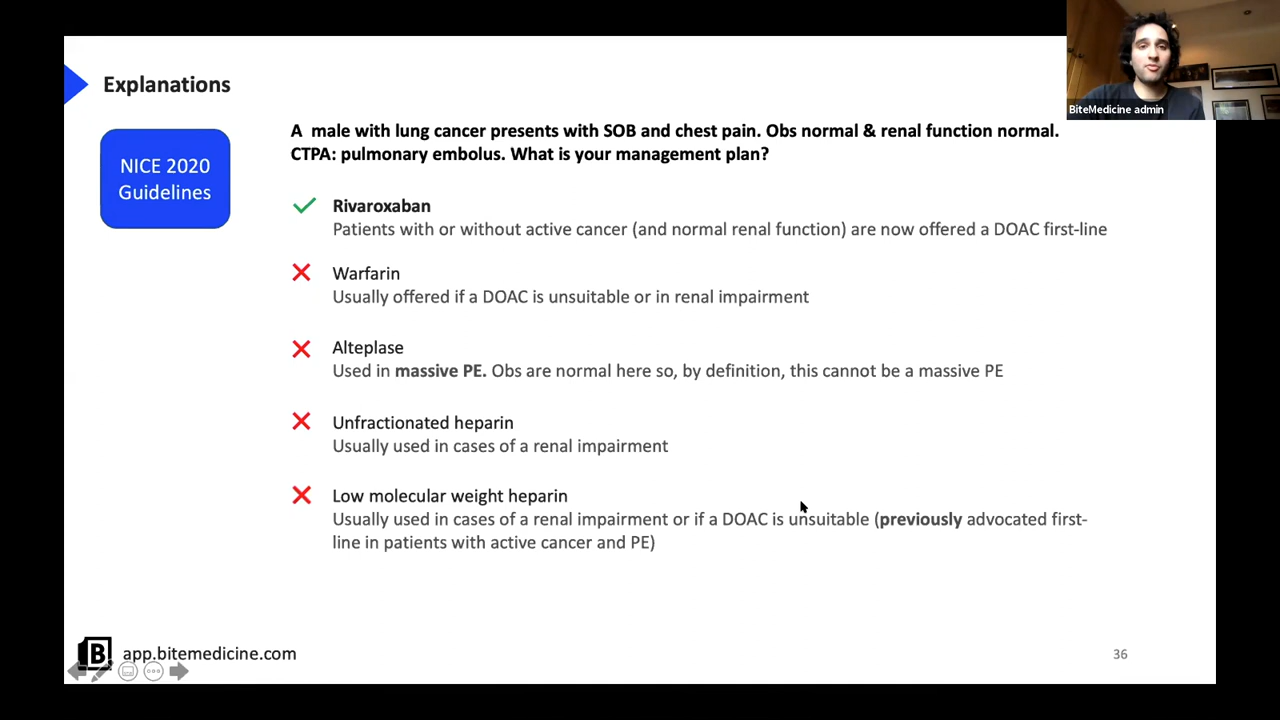 BiteMedicine admin
Explanations
NICE 2020
Guidelines
A male with lung cancer presents with SOB and chest pain. Obs normal & renal function normal.
CTPA: pulmonary embolus. What is your management plan?
Rivaroxaban
Patients with or without active cancer (and normal renal function) are now offered a DOAC first-line
Warfarin
Usually offered if a DOAC is unsuitable or in renal impairment
Alteplase
Used in massive PE. Obs are normal here so, by definition, this cannot be a massive PE
Unfractionated heparin
Usually used in cases of a renal impairment
Low molecular weight heparin
Usually used in cases of a renal impairment or if a DOAC is unsuitable (previously advocated first-
line in patients with active cancer and PE)
B
app.bitemedicine.com
36